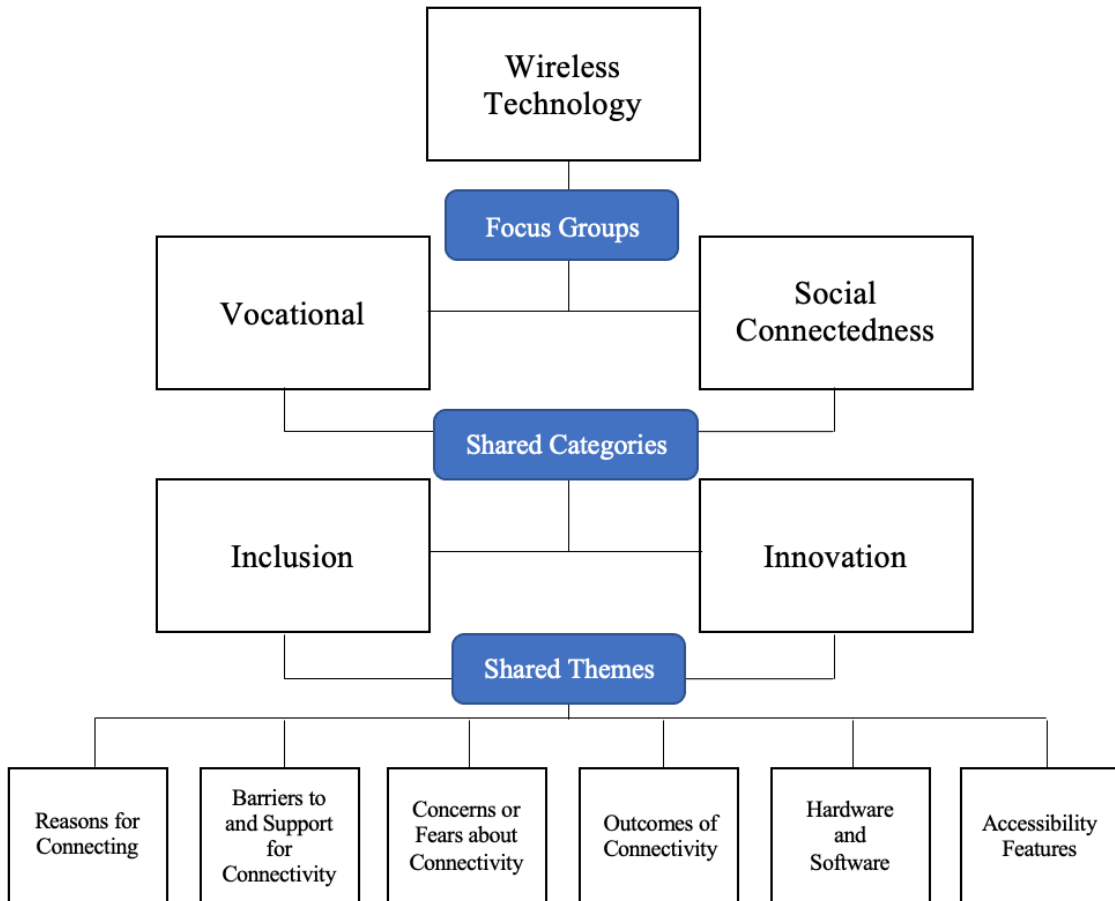 Wireless
Technology
Focus Groups
Vocational
Social
Connectedness
Shared Categories
Inclusion
Innovation
Shared Themes
Reasons for
Connecting
Barriers to
and Support
for
Connectivity
Concerns or
Fears about
Connectivity
Outcomes of
Connectivity
Hardware
and
Software
Accessibility
Features